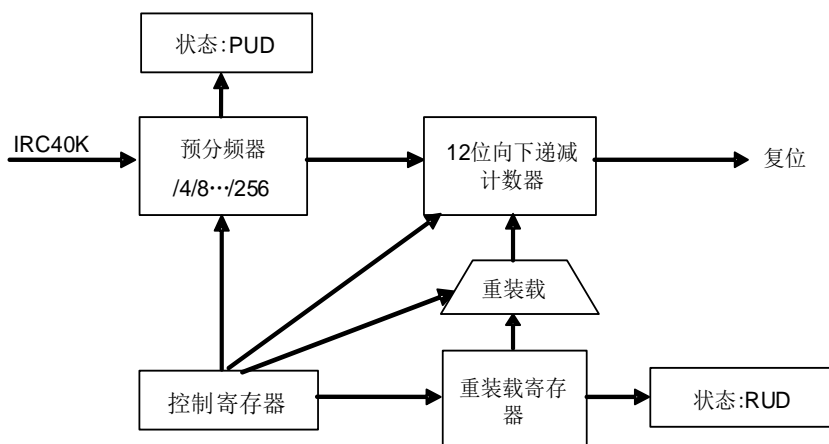 状态:PUD
IRC40K
预分频器
/4/8…/256
12位向下递减
计数器
复位
重装载
控制寄存器
重装载寄存
器
状态:RUD